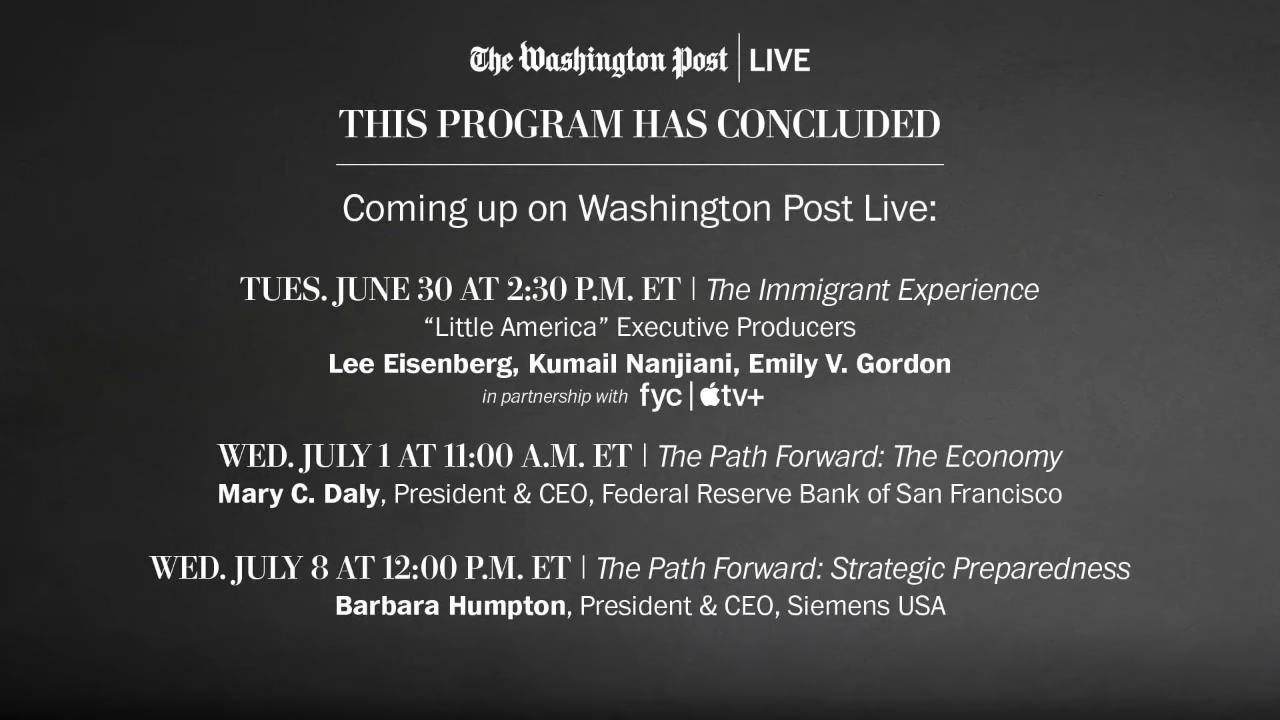 The Washington Post | LIVE
THIS PROGRAM HAS CONCLUDED
Coming up on Washington Post Live:
TUES. JUNE 30 AT 2:30 P.M. ET | The Immigrant Experience
“Little America” Executive Producers
Lee Eisenberg, Kumail Nanjiani, Emily V. Gordon
in partnership with fyc | tv+
WED. JULY 1 AT 11:00 A.M. ET | The Path Forward: The Economy
Mary C. Daly, President & CEO, Federal Reserve Bank of San Francisco
WED. JULY 8 AT 12:00 P.M. ET | The Path Forward: Strategic Preparedness
Barbara Humpton, President & CEO, Siemens USA